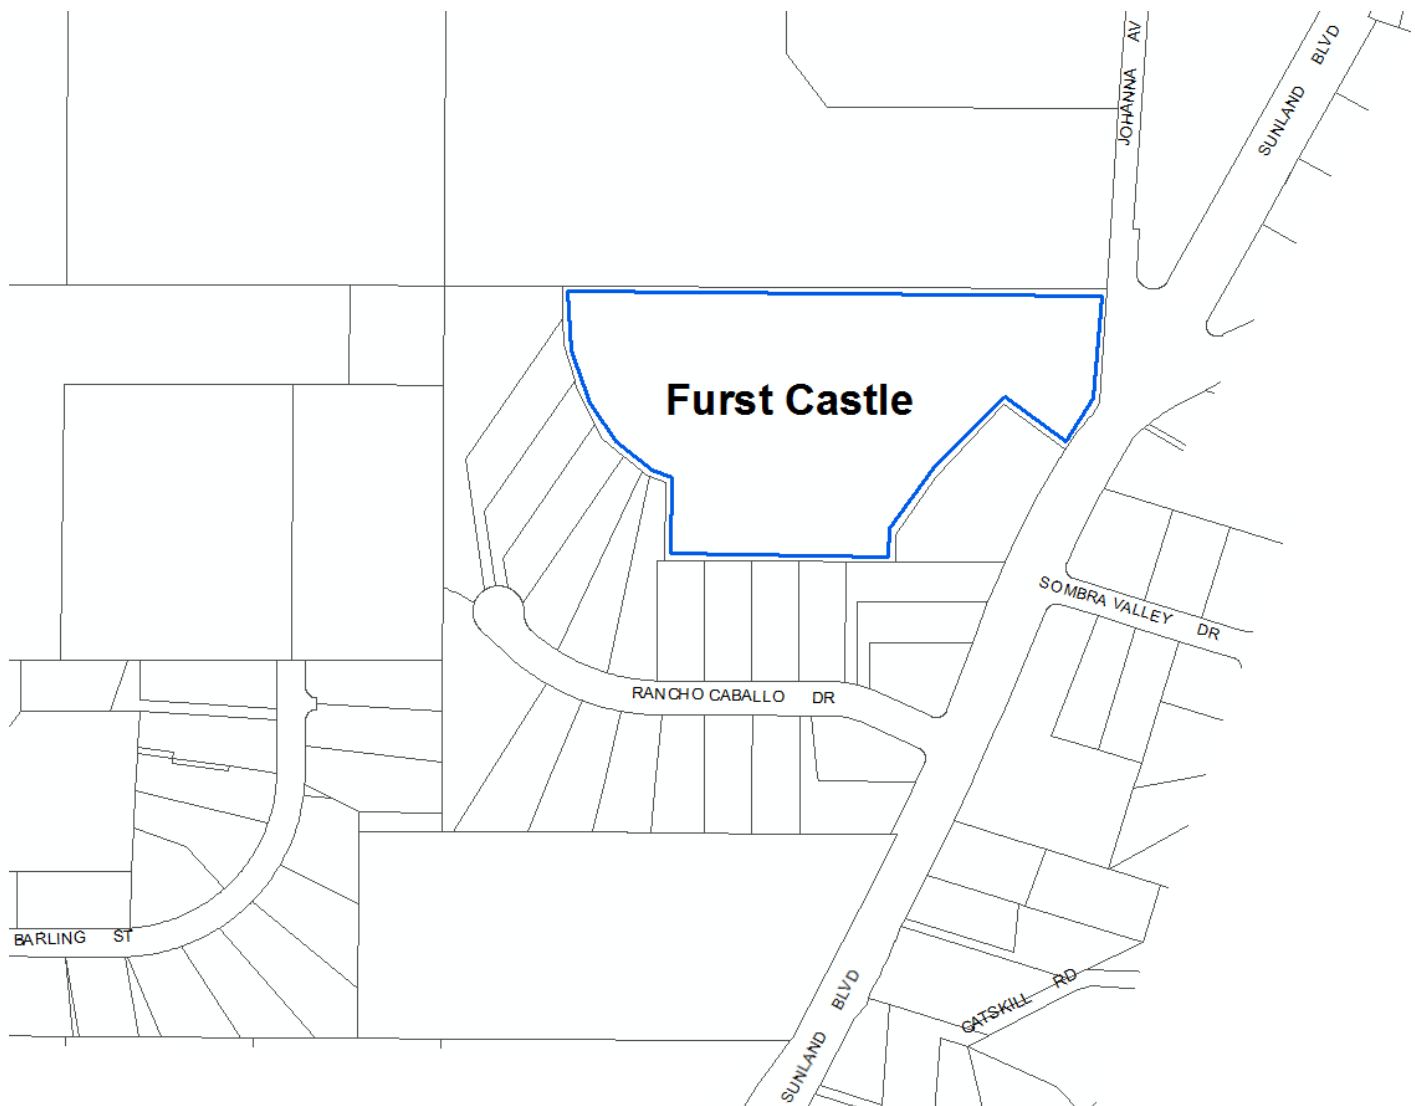 JOHANNA AV
SUNLAND BLVD
Furst Castle
SOMBRA VALLEY DR
RANCHO CABALLO DR
BARLING ST
CATSKILL RD
SUNLAND BLVD